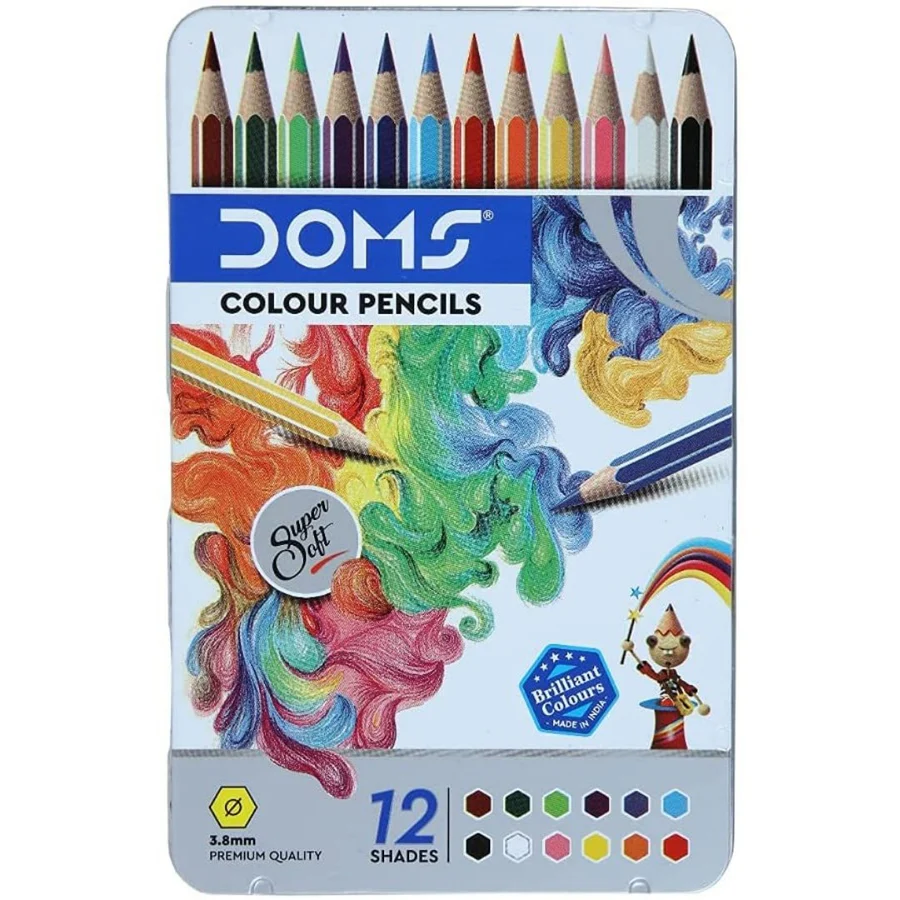 DOMS®
COLOUR PENCILS
Super
Soft
Brilliant
Colours
- MADE IN INDIA -
3.8mm
PREMIUM QUALITY
12
SHADES